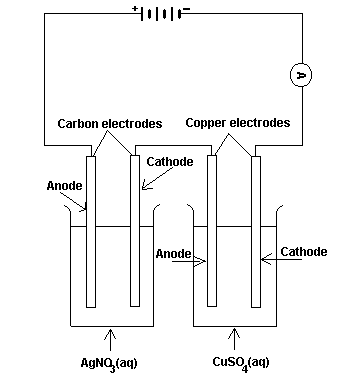 + −
A
Carbon electrodes
Copper electrodes
Cathode
Anode
Anode
Cathode
AgNO3(aq)
CuSO4(aq)